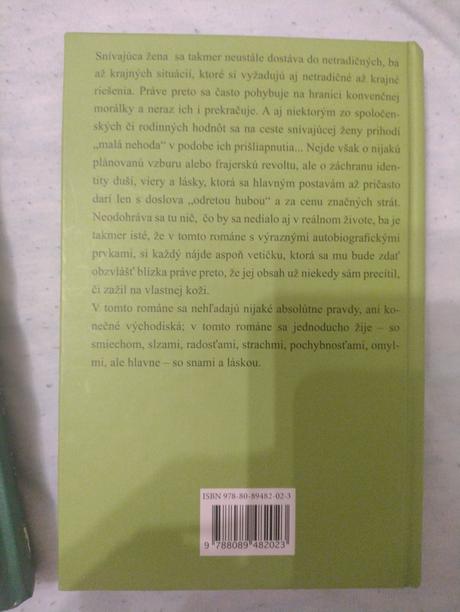 Snívajúca žena sa takmer neustále dostáva do netradičných, ba
až krajných situácií, ktoré si vyžadujú aj netradičné až krajné
riešenia. Práve preto sa často pohybuje na hranici konvenčnej
morálky a neraz ich i prekračuje. A aj niektorým zo spoločen-
ských či rodinných hodnôt sa na ceste snívajúcej ženy prihodí
„malá nehoda“ v podobe ich prišliapnutia... Nejde však o nijakú
plánovanú vzburu alebo frajerskú revoltu, ale o záchranu iden-
tity duší, viery a lásky, ktorá sa hlavným postavám až pričasto
darí len s doslova „odretou hubou“ a za cenu značných strát.
Neodohráva sa tu nič, čo by sa nedialo aj v reálnom živote, ba je
takmer isté, že v tomto románe s výraznými autobiografickými
prvkami, si každý nájde aspoň vetičku, ktorá sa mu bude zdať
obzvlášť blízka práve preto, že jej obsah už niekedy sám precítil,
či zažil na vlastnej koži.
V tomto románe sa nehľadajú nijaké absolútne pravdy, ani ko-
nečné východiská; v tomto románe sa jednoducho žije – so
smiechom, slzami, radosťami, strachmi, pochybnosťami, omyl-
mi, ale hlavne – so snami a láskou.
ISBN 978-80-89482-02-3
9 788089 482023